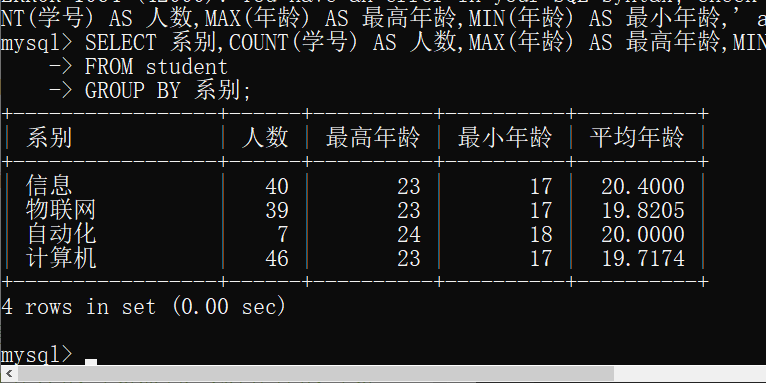 NT(学号) AS 人数,MAX(年龄) AS 最高年龄,MIN(年龄) AS 最小年龄,' a
mysql> SELECT 系别,COUNT(学号) AS 人数,MAX(年龄) AS 最高年龄,MIN
-> FROM student
-> GROUP BY 系别;
+-----------------+------+----------+----------+----------+
| 系别 | 人数 | 最高年龄 | 最小年龄 | 平均年龄 |
+-----------------+------+----------+----------+----------+
| 信息 | 40 | 23 | 17 | 20.4000 |
| 物联网 | 39 | 23 | 17 | 19.8205 |
| 自动化 | 7 | 24 | 18 | 20.0000 |
| 计算机 | 46 | 23 | 17 | 19.7174 |
+-----------------+------+----------+----------+----------+
4 rows in set (0.00 sec)
mysql>